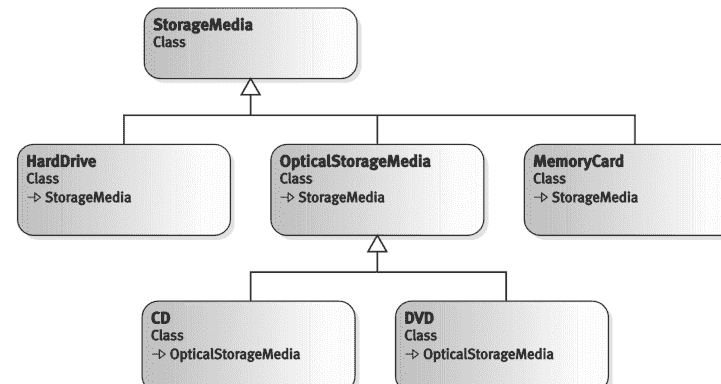 StorageMedia
Class
HardDrive
Class
→ StorageMedia
OpticalStorageMedia
Class
→ StorageMedia
MemoryCard
Class
→ StorageMedia
CD
Class
→ OpticalStorageMedia
DVD
Class
→ OpticalStorageMedia